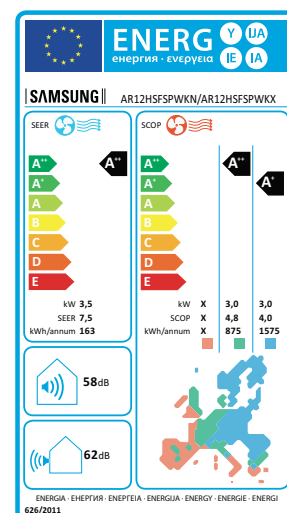 ENERG Y IJA
енергия · ενεργεια IE IA
SAMSUNG AR12HSFSPWKN/AR12HSFSPWKX
SEER SCOP
A++ A++ A++ A++
A+ A+ A+
A A
B B
C C
D D
E E
kW 3,5 kW X 3,0 3,0
SEER 7,5 SCOP X 4,8 4,0
kWh/annum 163 kWh/annum X 875 1575
58dB
62dB
ENERGIA · ЕНЕРГИЯ · ΕΝΕΡΓΕΙΑ · ENERGIJA · ENERGY · ENERGIE · ENERGI
626/2011